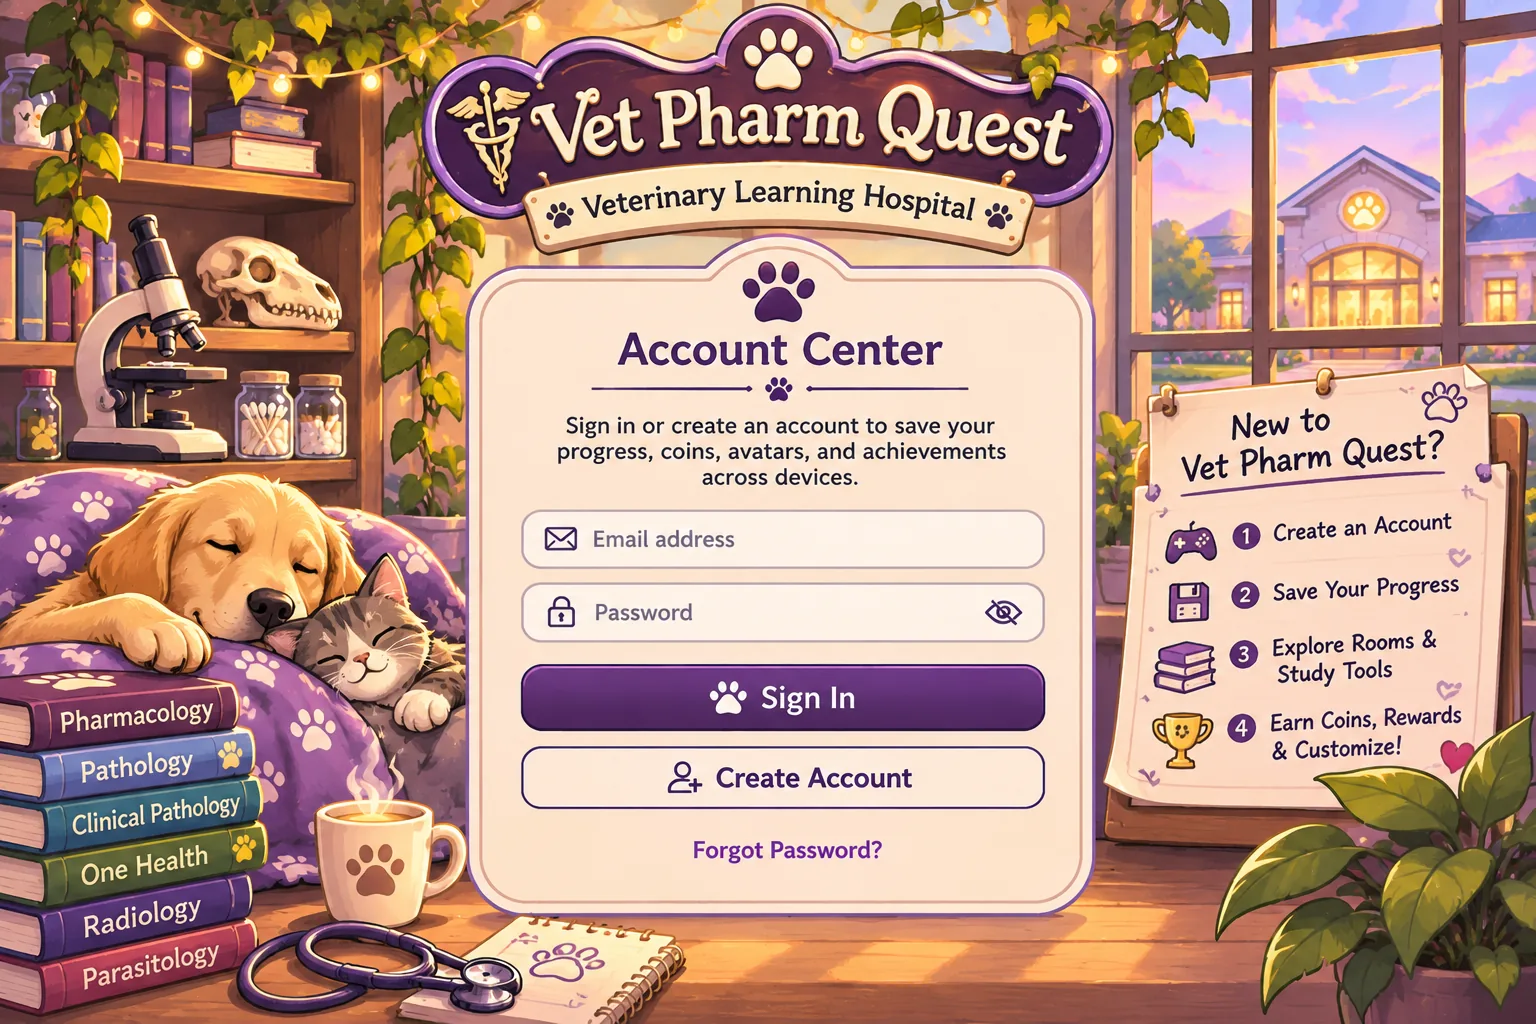 Vet Pharm Quest
Veterinary Learning Hospital
Account Center
Sign in or create an account to save your
progress, coins, avatars, and achievements
across devices.
Email address
Password
Sign In
Create Account
Forgot Password?
New to
Vet Pharm Quest?
1 Create an Account
2 Save Your Progress
3 Explore Rooms &
Study Tools
4 Earn Coins, Rewards
& Customize!
Pharmacology
Pathology
Clinical Pathology
One Health
Radiology
Parasitology